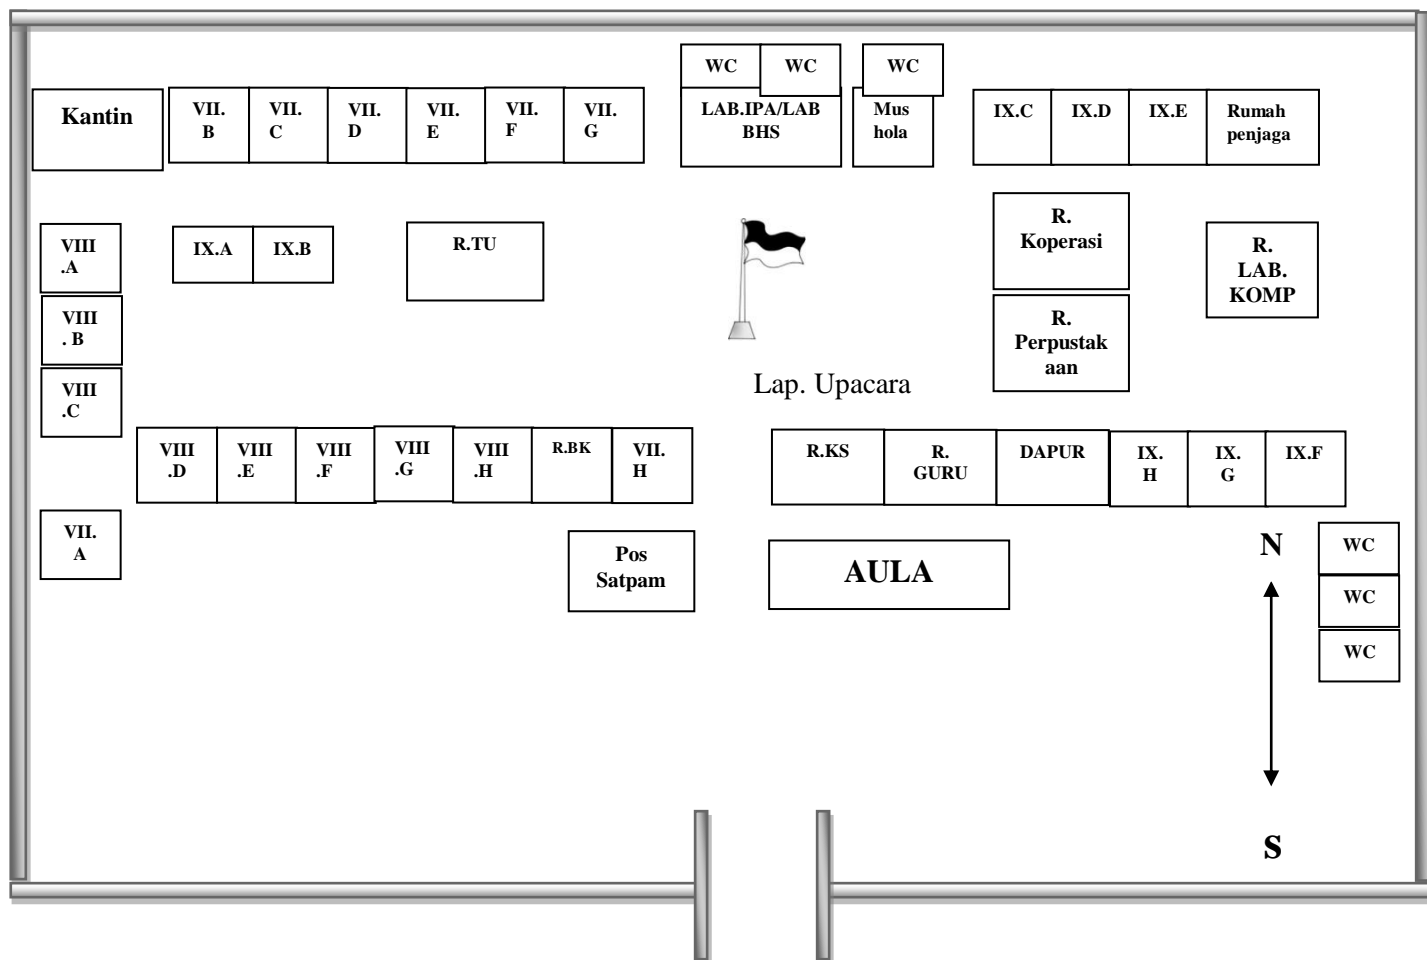 WC
WC
WC
Kantin
VII.
B
VII.
C
VII.
D
VII.
E
VII.
F
VII.
G
LAB.IPA/LAB
BHS
Mus
hola
IX.C
IX.D
IX.E
Rumah
penjaga
VIII
.A
IX.A
IX.B
R.TU
R.
Koperasi
R.
LAB.
KOMP
VIII
. B
R.
Perpustak
aan
VIII
.C
Lap. Upacara
VIII
.D
VIII
.E
VIII
.F
VIII
.G
VIII
.H
R.BK
VII.
H
R.KS
R.
GURU
DAPUR
IX.
H
IX.
G
IX.F
VII.
A
Pos
Satpam
AULA
N
WC
WC
WC
S